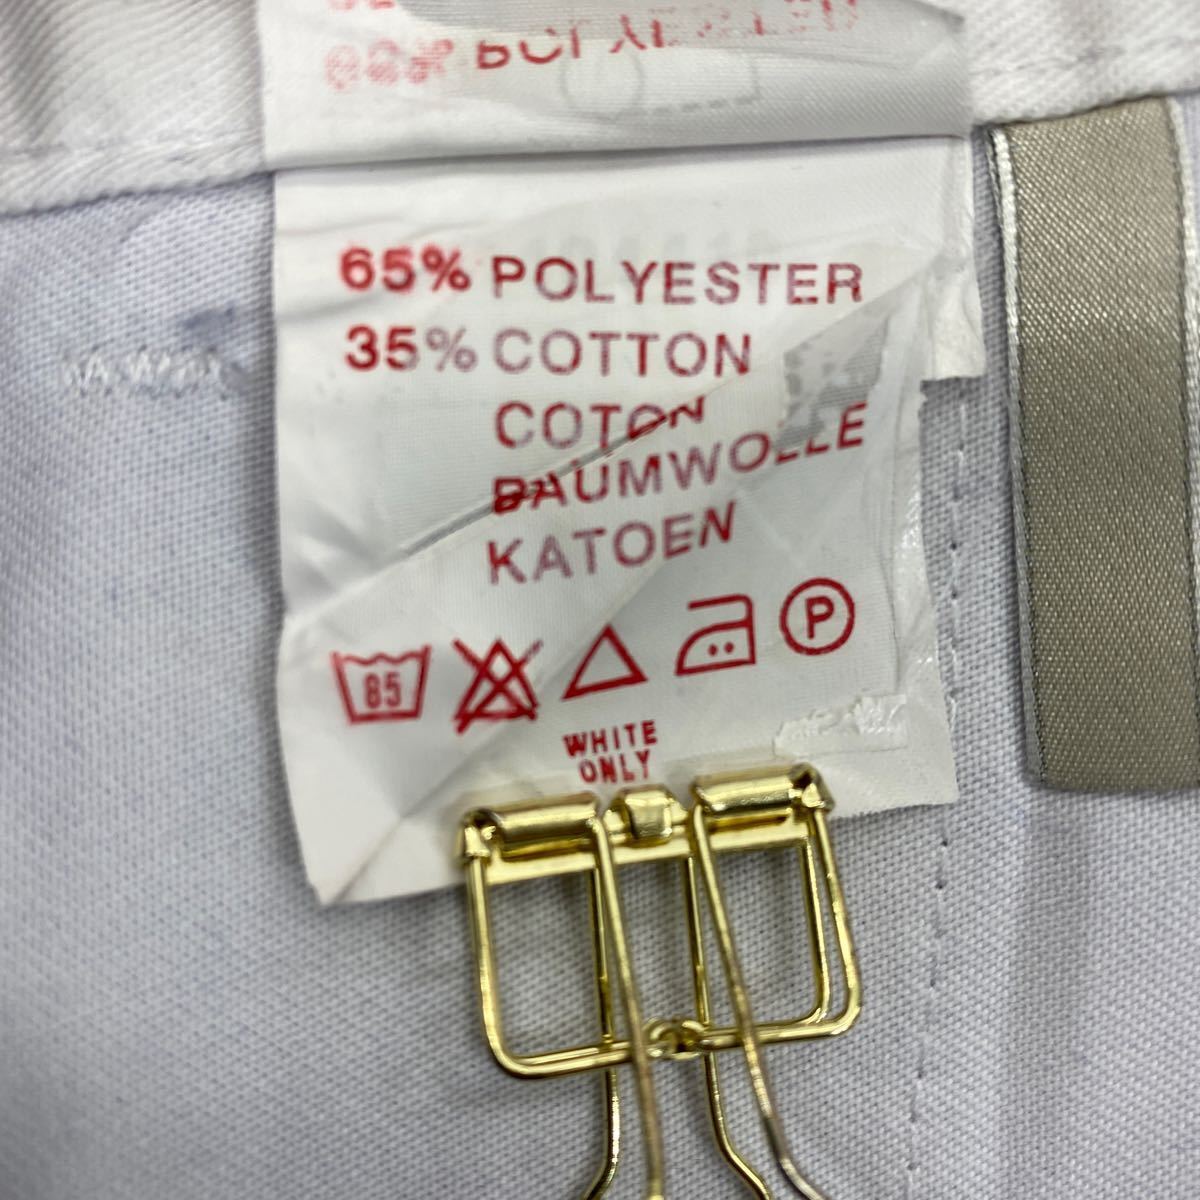 65% POLYESTER
35% COTTON
COTON
BAUMWOLLE
KATOEN
85
P
WHITE
ONLY